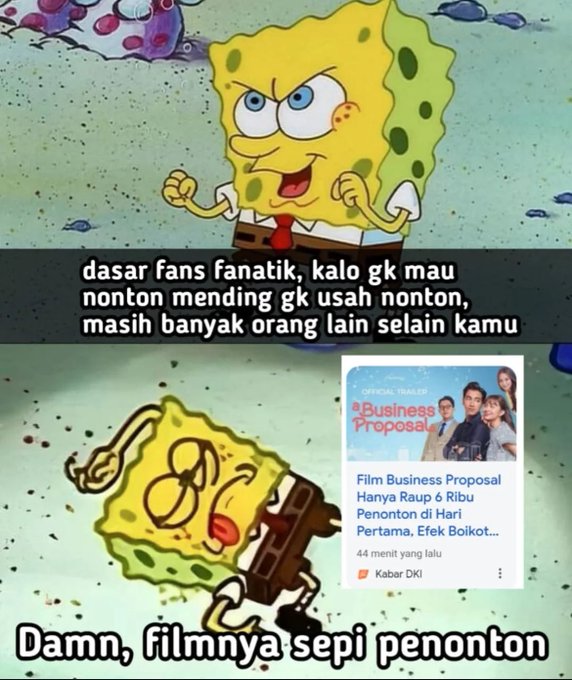 dasar fans fanatik, kalo gk mau
nonton mending gk usah nonton,
masih banyak orang lain selain kamu
OFFICIAL TRAILER
a Business
Proposal
Film Business Proposal
Hanya Raup 6 Ribu
Penonton di Hari
Pertama, Efek Boikot...
44 menit yang lalu
Kabar DKI
Damn, filmnya sepi penonton